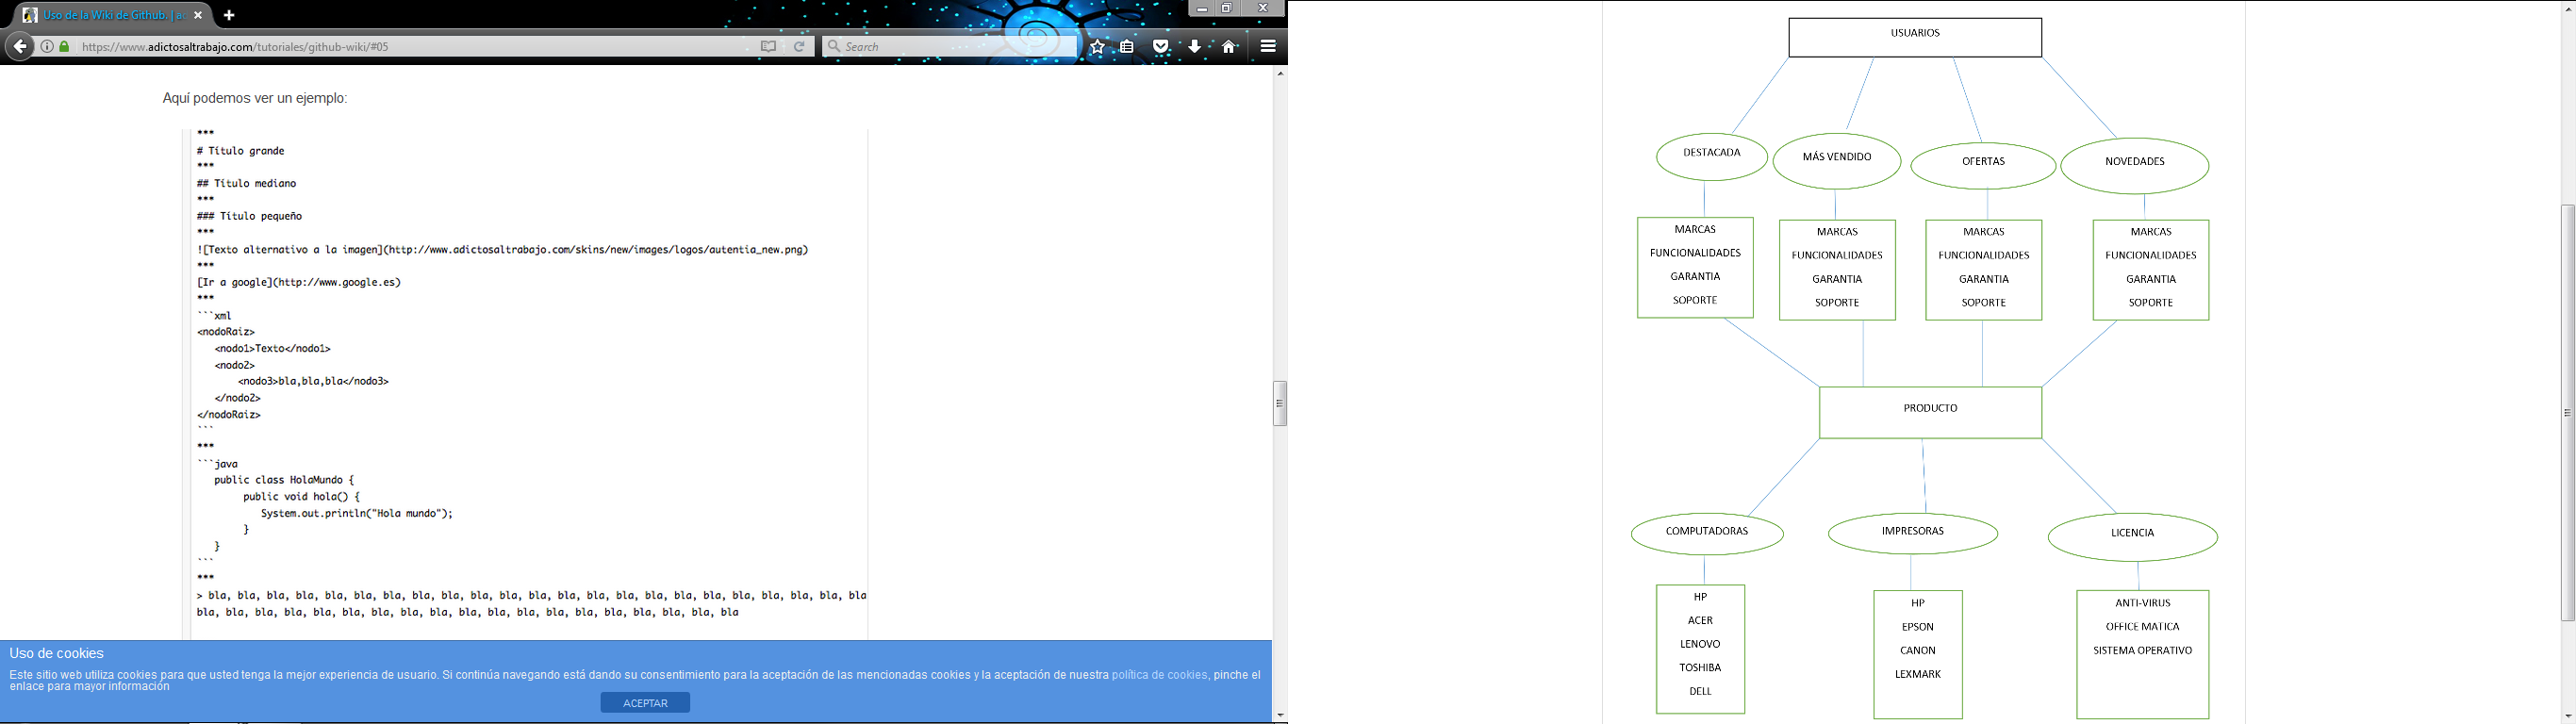 Uso de la Wiki de Github. | a
https://www.adictosaltrabajo.com/tutoriales/github-wiki/#05
Search
Aquí podemos ver un ejemplo:
***
# Título grande
***
## Título mediano
***
### Título pequeño
***
![Texto alternativo a la imagen](http://www.adictosaltrabajo.com/skins/new/images/logos/autentia_new.png)
***
[Ir a google](http://www.google.es)
***
```xml
<nodoRaiz>
<nodo1>Texto</nodo1>
<nodo2>
<nodo3>bla,bla,bla</nodo3>
</nodo2>
</nodoRaiz>
```
***
```java
public class HolaMundo {
public void hola() {
System.out.println("Hola mundo");
}
}
```
***
> bla, bla, bla, bla, bla, bla, bla, bla, bla, bla, bla, bla, bla, bla, bla, bla, bla, bla, bla, bla, bla, bla, bla
bla, bla, bla, bla, bla, bla, bla, bla, bla, bla, bla, bla, bla, bla, bla, bla, bla, bla, bla
Uso de cookies
Este sitio web utiliza cookies para que usted tenga la mejor experiencia de usuario. Si continúa navegando está dando su consentimiento para la aceptación de las mencionadas cookies y la aceptación de nuestra política de cookies, pinche el
enlace para mayor información
ACEPTAR
USUARIOS
DESTACADA
MÁS VENDIDO
OFERTAS
NOVEDADES
MARCAS
FUNCIONALIDADES
GARANTIA
SOPORTE
MARCAS
FUNCIONALIDADES
GARANTIA
SOPORTE
MARCAS
FUNCIONALIDADES
GARANTIA
SOPORTE
MARCAS
FUNCIONALIDADES
GARANTIA
SOPORTE
PRODUCTO
COMPUTADORAS
IMPRESORAS
LICENCIA
HP
ACER
LENOVO
TOSHIBA
DELL
HP
EPSON
CANON
LEXMARK
ANTI-VIRUS
OFFICE MATICA
SISTEMA OPERATIVO